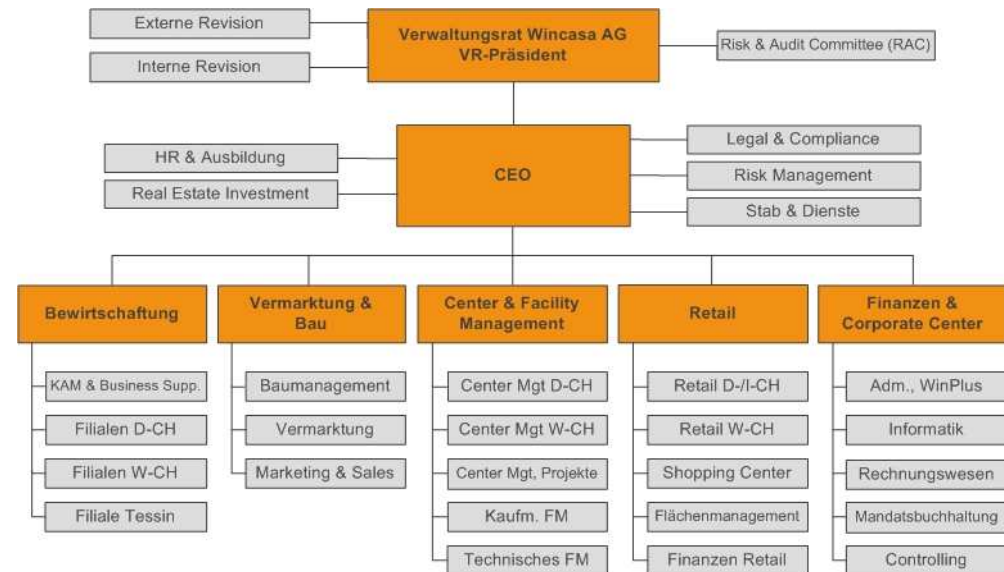 Externe Revision
Interne Revision
Verwaltungsrat Wincasa AG
VR-Präsident
Risk & Audit Committee (RAC)
HR & Ausbildung
Real Estate Investment
CEO
Legal & Compliance
Risk Management
Stab & Dienste
Bewirtschaftung
KAM & Business Supp.
Filialen D-CH
Filialen W-CH
Filiale Tessin
Vermarktung &
Bau
Baumanagement
Vermarktung
Marketing & Sales
Center & Facility
Management
Center Mgt D-CH
Center Mgt W-CH
Center Mgt, Projekte
Kaufm. FM
Technisches FM
Retail
Retail D-/I-CH
Retail W-CH
Shopping Center
Flächenmanagement
Finanzen Retail
Finanzen &
Corporate Center
Adm., WinPlus
Informatik
Rechnungswesen
Mandatsbuchhaltung
Controlling